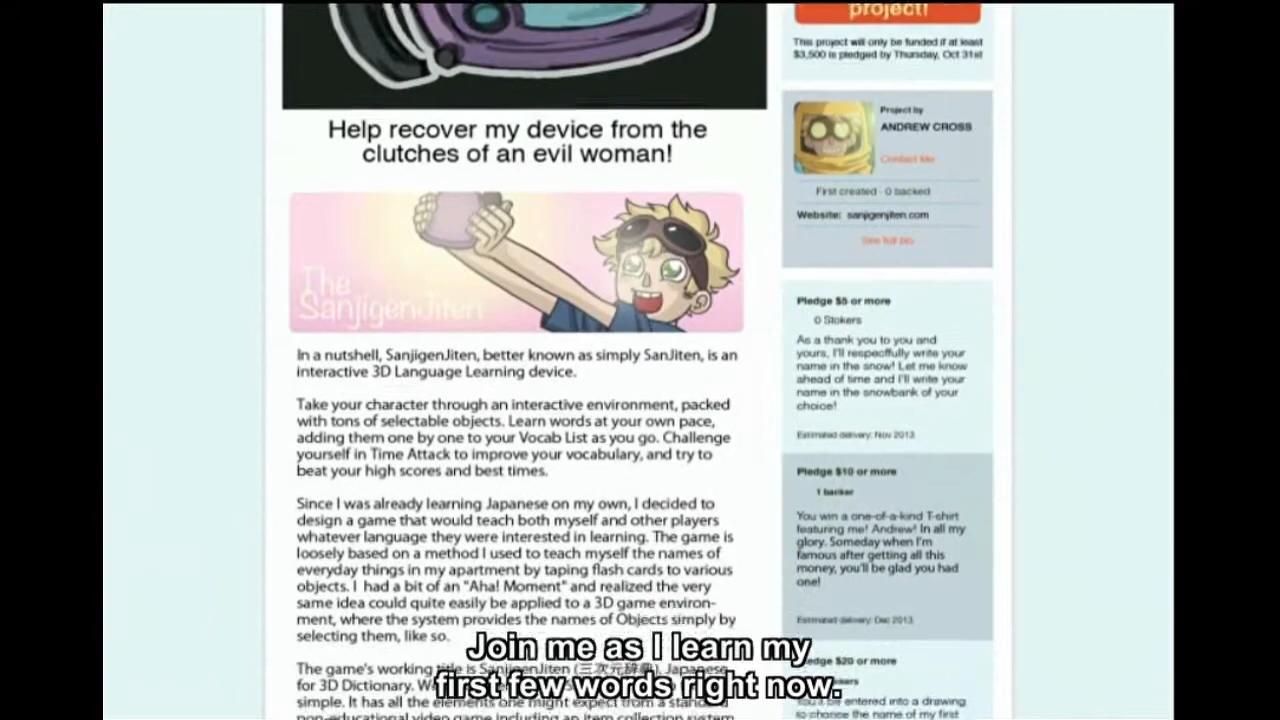 project!
This project will only be funded if at least
$3,500 is pledged by Thursday, Oct 31st
Project by
ANDREW CROSS
Contact Me
First created · 0 backed
Website: sanjigenjiten.com
See full bio
Help recover my device from the
clutches of an evil woman!
The
SanJigenJiten
In a nutshell, SanjigenJiten, better known as simply SanJiten, is an
interactive 3D Language Learning device.
Take your character through an interactive environment, packed
with tons of selectable objects. Learn words at your own pace,
adding them one by one to your Vocab List as you go. Challenge
yourself in Time Attack to improve your vocabulary, and try to
beat your high scores and best times.
Since I was already learning Japanese on my own, I decided to
design a game that would teach both myself and other players
whatever language they were interested in learning. The game is
loosely based on a method I used to teach myself the names of
everyday things in my apartment by taping flash cards to various
objects. I had a bit of an "Aha! Moment" and realized the very
same idea could quite easily be applied to a 3D game environ-
ment, where the system provides the names of Objects simply by
selecting them, like so.
The game's working title is SanjigenJiten (三次元辞典), Japanese
for 3D Dictionary.
simple. It has all the elements one might expect from a standard
non-educational video game including an item collection system
Pledge $5 or more
0 Stokers
As a thank you to you and
yours, I'll respecffully write your
name in the snow! Let me know
ahead of time and I'll write your
name in the snowbank of your
choice!
Estimated delivery: Nov 2013
Pledge $10 or more
1 backer
You win a one-of-a-kind T-shirt
featuring me! Andrew! In all my
glory. Someday when I'm
famous after getting all this
money, you'll be glad you had
one!
Estimated delivery: Dec 2013
Pledge $20 or more
You'll be entered into a drawing
to chance the name of my first
Join me as I learn my
first few words right now.